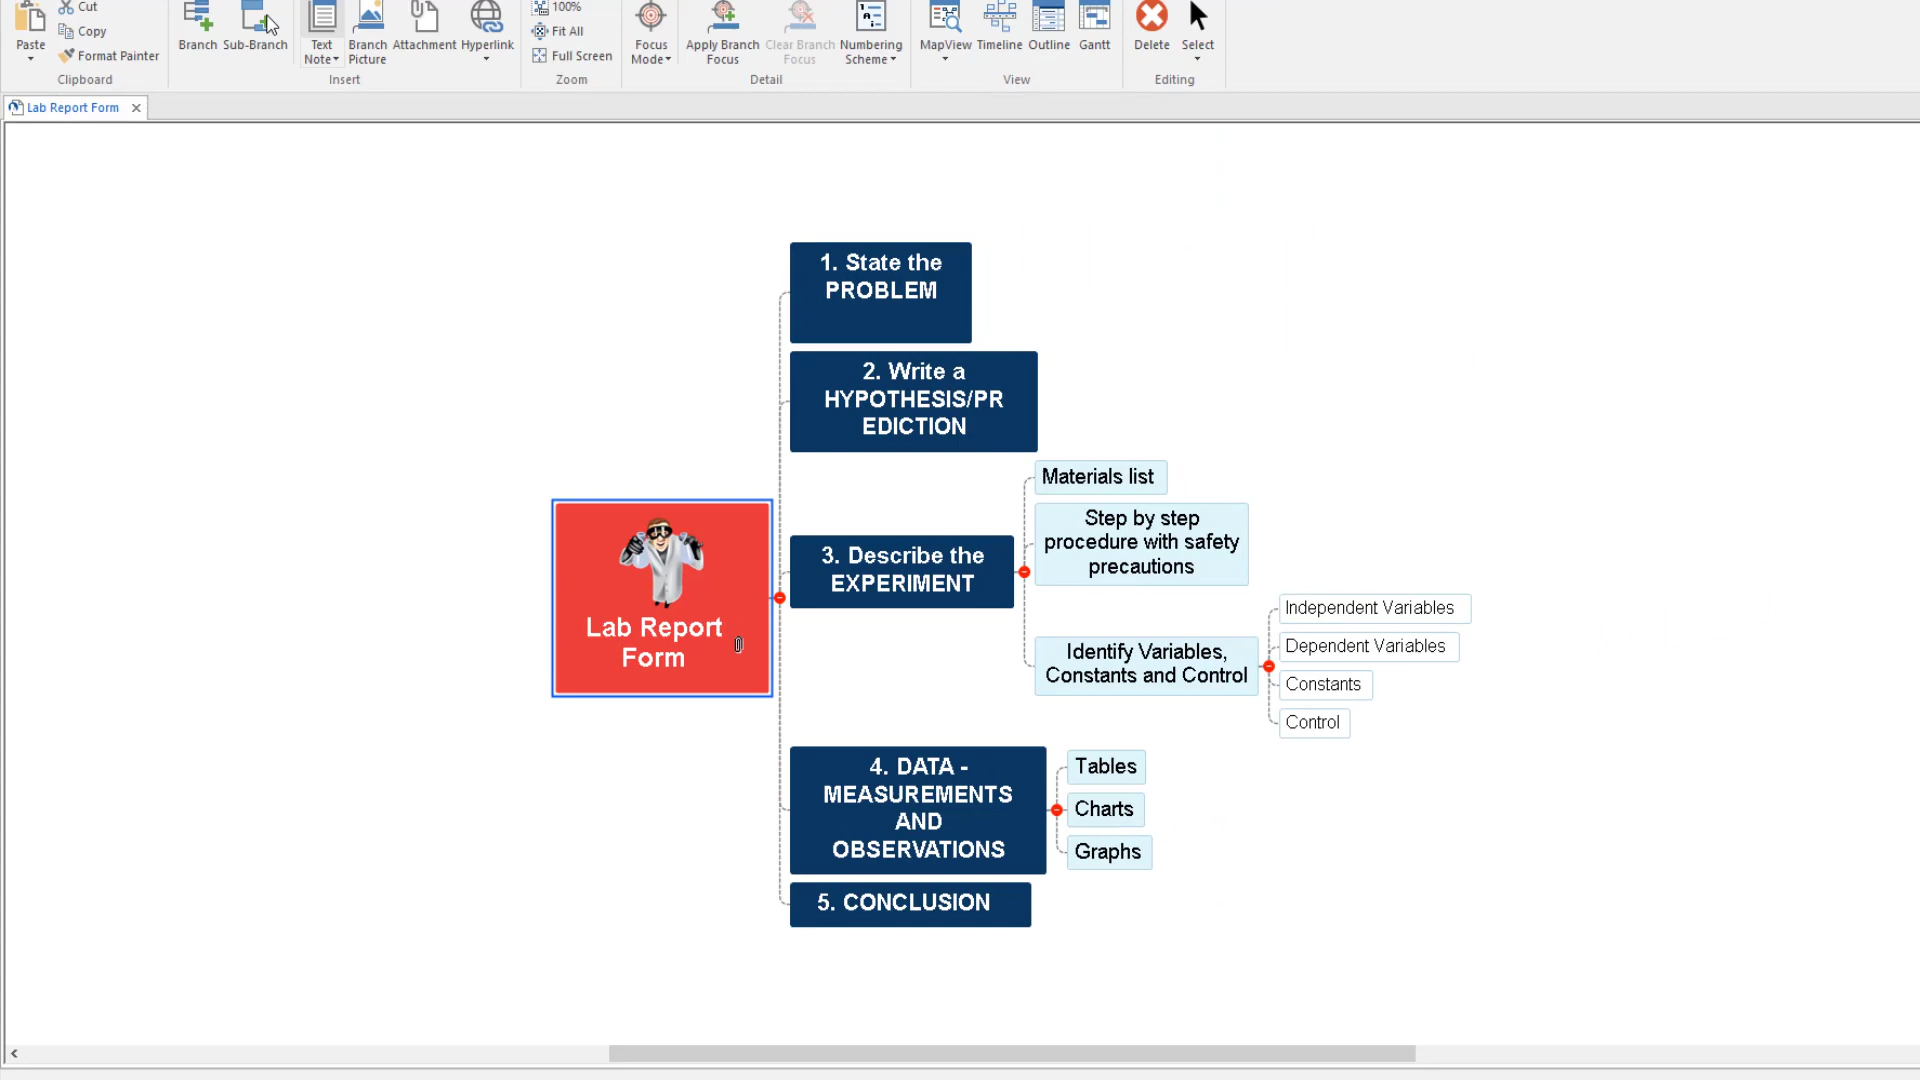 Cut
Copy
Format Painter
Paste
Clipboard
Branch
Sub-Branch
Text
Note
Branch
Picture
Attachment
Hyperlink
Insert
100%
Fit All
Full Screen
Zoom
Focus
Mode
Apply Branch
Focus
Clear Branch
Focus
Numbering
Scheme
Detail
MapView
Timeline
Outline
Gantt
View
Delete
Select
Editing
Lab Report Form
1. State the
PROBLEM
2. Write a
HYPOTHESIS/PR
EDICTION
Materials list
Step by step
procedure with safety
precautions
3. Describe the
EXPERIMENT
Lab Report
Form
Identify Variables,
Constants and Control
Independent Variables
Dependent Variables
Constants
Control
4. DATA -
MEASUREMENTS
AND
OBSERVATIONS
Tables
Charts
Graphs
5. CONCLUSION